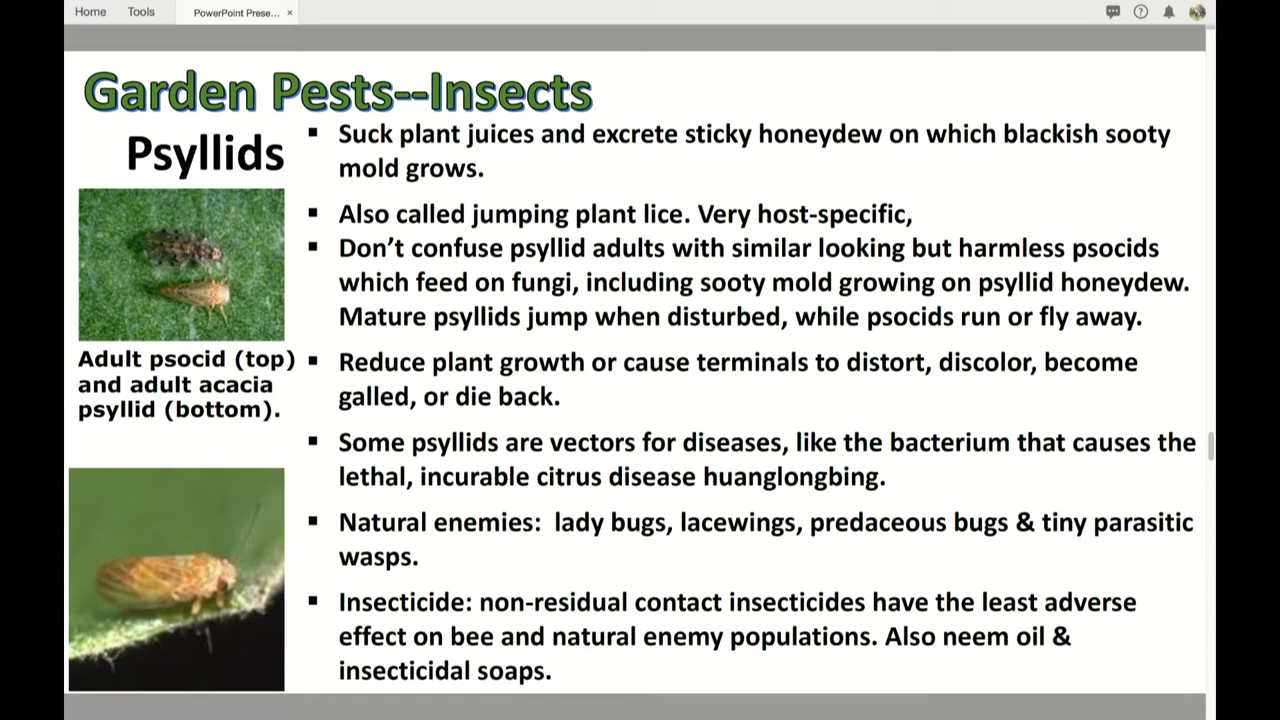 Home Tools PowerPoint Prese... ×
Garden Pests--Insects
Psyllids
▪ Suck plant juices and excrete sticky honeydew on which blackish sooty
mold grows.
▪ Also called jumping plant lice. Very host-specific,
▪ Don’t confuse psyllid adults with similar looking but harmless psocids
which feed on fungi, including sooty mold growing on psyllid honeydew.
Mature psyllids jump when disturbed, while psocids run or fly away.
Adult psocid (top)
and adult acacia
psyllid (bottom).
▪ Reduce plant growth or cause terminals to distort, discolor, become
galled, or die back.
▪ Some psyllids are vectors for diseases, like the bacterium that causes the
lethal, incurable citrus disease huanglongbing.
▪ Natural enemies:  lady bugs, lacewings, predaceous bugs & tiny parasitic
wasps.
▪ Insecticide: non-residual contact insecticides have the least adverse
effect on bee and natural enemy populations. Also neem oil &
insecticidal soaps.